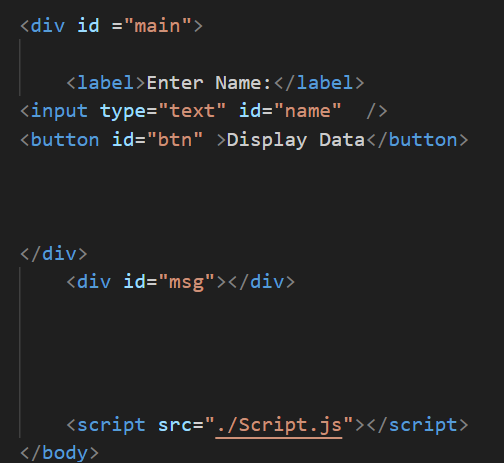 <div id ="main">
<label>Enter Name:</label>
<input type="text" id="name"  />
<button id="btn" >Display Data</button>
</div>
<div id="msg"></div>
<script src="./Script.js"></script>
</body>